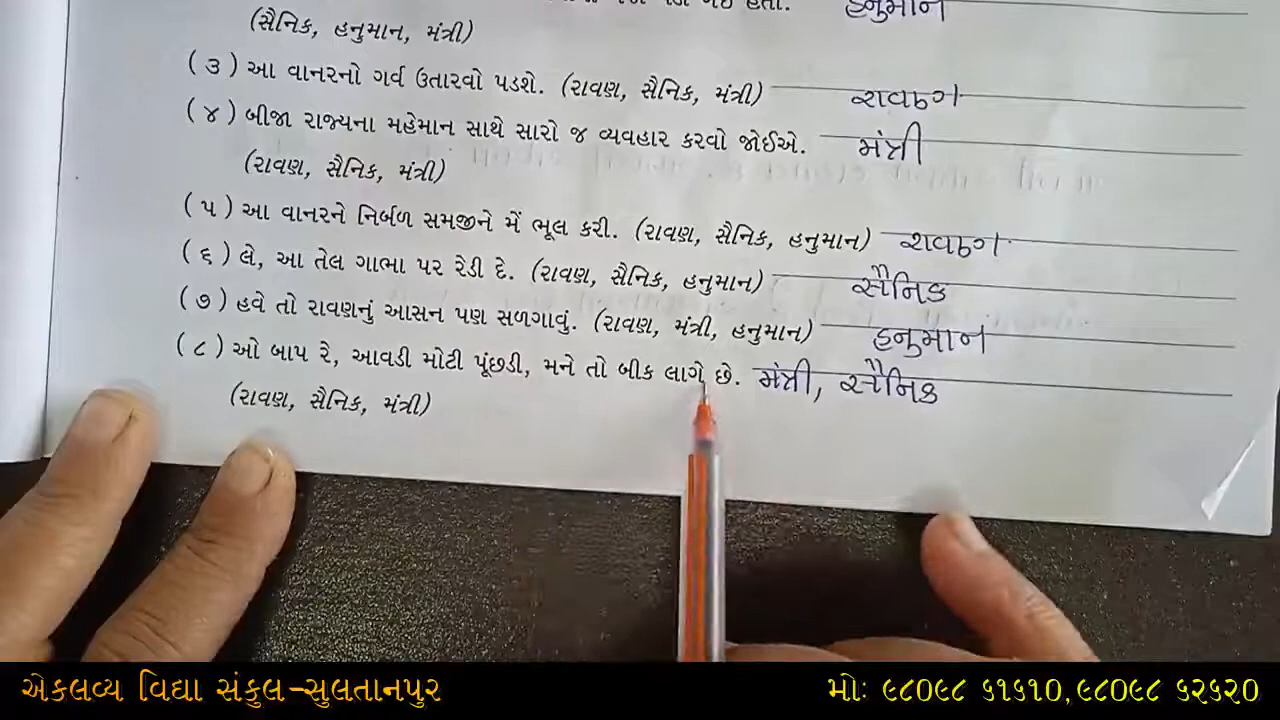 હતા. હનુમાન
(સૈનિક, હનુમાન, મંત્રી)
(૩) આ વાનરનો ગર્વ ઉતારવો પડશે. (રાવણ, સૈનિક, મંત્રી) રાવણ
(૪) બીજા રાજ્યના મહેમાન સાથે સારો જ વ્યવહાર કરવો જોઈએ. મંત્રી
(રાવણ, સૈનિક, મંત્રી)
(૫) આ વાનરને નિર્બળ સમજીને મેં ભૂલ કરી. (રાવણ, સૈનિક, હનુમાન) રાવણ
(૬) લે, આ તેલ ગાભા પર રેડી દે. (રાવણ, સૈનિક, હનુમાન) સૈનિક
(૭) હવે તો રાવણનું આસન પણ સળગાવું. (રાવણ, મંત્રી, હનુમાન) હનુમાન
(૮) ઓ બાપ રે, આવડી મોટી પૂંછડી, મને તો બીક લાગે છે. મંત્રી, સૈનિક
(રાવણ, સૈનિક, મંત્રી)
એકલવ્ય વિદ્યા સંકુલ-સુલતાનપુર મોઃ ૯૮૦૯૮ ૬૧૬૧૦,૯૮૦૯૮ ૬૨૬૨૦